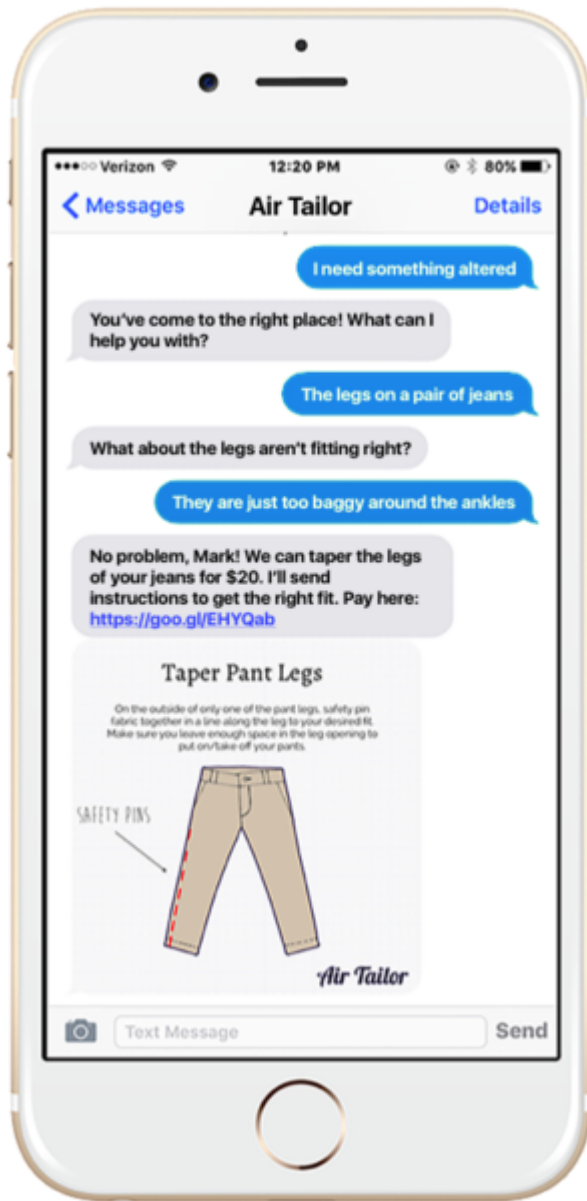 Verizon 12:20 PM 80%
Messages Air Tailor Details
I need something altered
You've come to the right place! What can I
help you with?
The legs on a pair of jeans
What about the legs aren't fitting right?
They are just too baggy around the ankles
No problem, Mark! We can taper the legs
of your jeans for $20. I'll send
instructions to get the right fit. Pay here:
https://goo.gl/EHYQab
Taper Pant Legs
On the outside of only one of the pant legs, safety pin
fabric together in a line along the leg to your desired fit.
Make sure you leave enough space in the leg opening to
put on/take off your pants.
SAFETY PINS
Air Tailor
Text Message Send